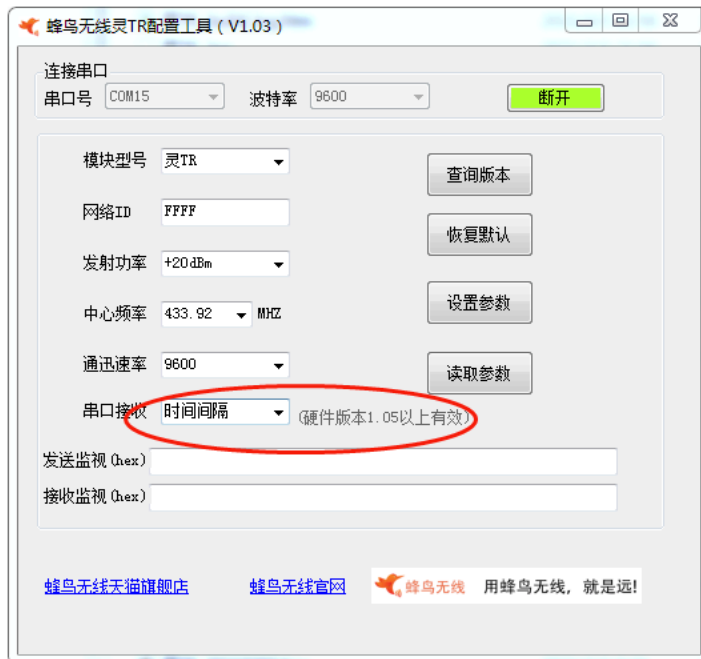 蜂鸟无线灵TR配置工具（V1.03）
连接串口
串口号 COM15 波特率 9600 断开
模块型号 灵TR 查询版本
网络ID FFFF 恢复默认
发射功率 +20dBm
中心频率 433.92 MHZ 设置参数
通迅速率 9600 读取参数
串口接收 时间间隔 (硬件版本1.05以上有效)
发送监视(hex)
接收监视(hex)
蜂鸟无线天猫旗舰店 蜂鸟无线官网 蜂鸟无线 用蜂鸟无线，就是远!